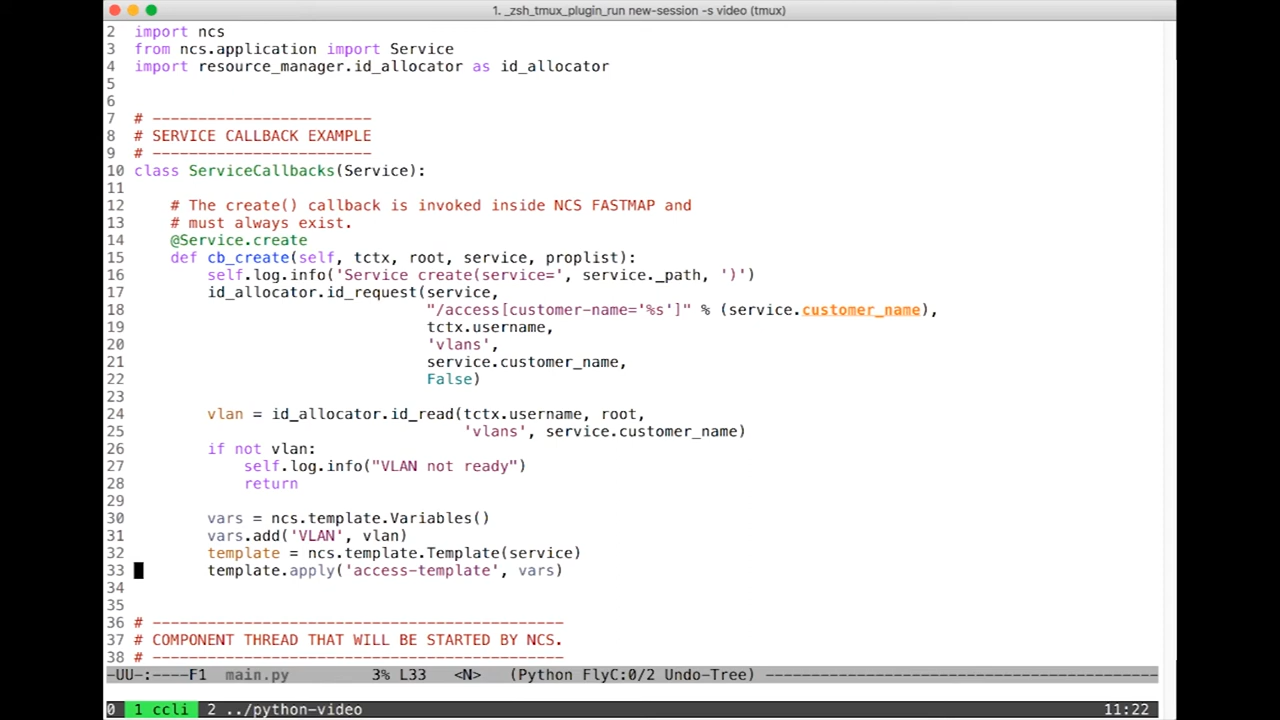 1. _zsh_tmux_plugin_run new-session -s video (tmux)
2 import ncs
3 from ncs.application import Service
4 import resource_manager.id_allocator as id_allocator
5
6
7 # ------------------------
8 # SERVICE CALLBACK EXAMPLE
9 # ------------------------
10 class ServiceCallbacks(Service):
11
12     # The create() callback is invoked inside NCS FASTMAP and
13     # must always exist.
14     @Service.create
15     def cb_create(self, tctx, root, service, proplist):
16         self.log.info('Service create(service=', service._path, ')')
17         id_allocator.id_request(service,
18                                 "/access[customer-name='%s']" % (service.customer_name),
19                                 tctx.username,
20                                 'vlans',
21                                 service.customer_name,
22                                 False)
23
24         vlan = id_allocator.id_read(tctx.username, root,
25                                     'vlans', service.customer_name)
26         if not vlan:
27             self.log.info("VLAN not ready")
28             return
29
30         vars = ncs.template.Variables()
31         vars.add('VLAN', vlan)
32         template = ncs.template.Template(service)
33         template.apply('access-template', vars)
34
35
36 # ---------------------------------------------
37 # COMPONENT THREAD THAT WILL BE STARTED BY NCS.
38 # ---------------------------------------------
-UU-:----F1  main.py         3% L33   <N>   (Python FlyC:0/2 Undo-Tree) -------------------------------------------
0  1 ccli  2 ../python-video 11:22